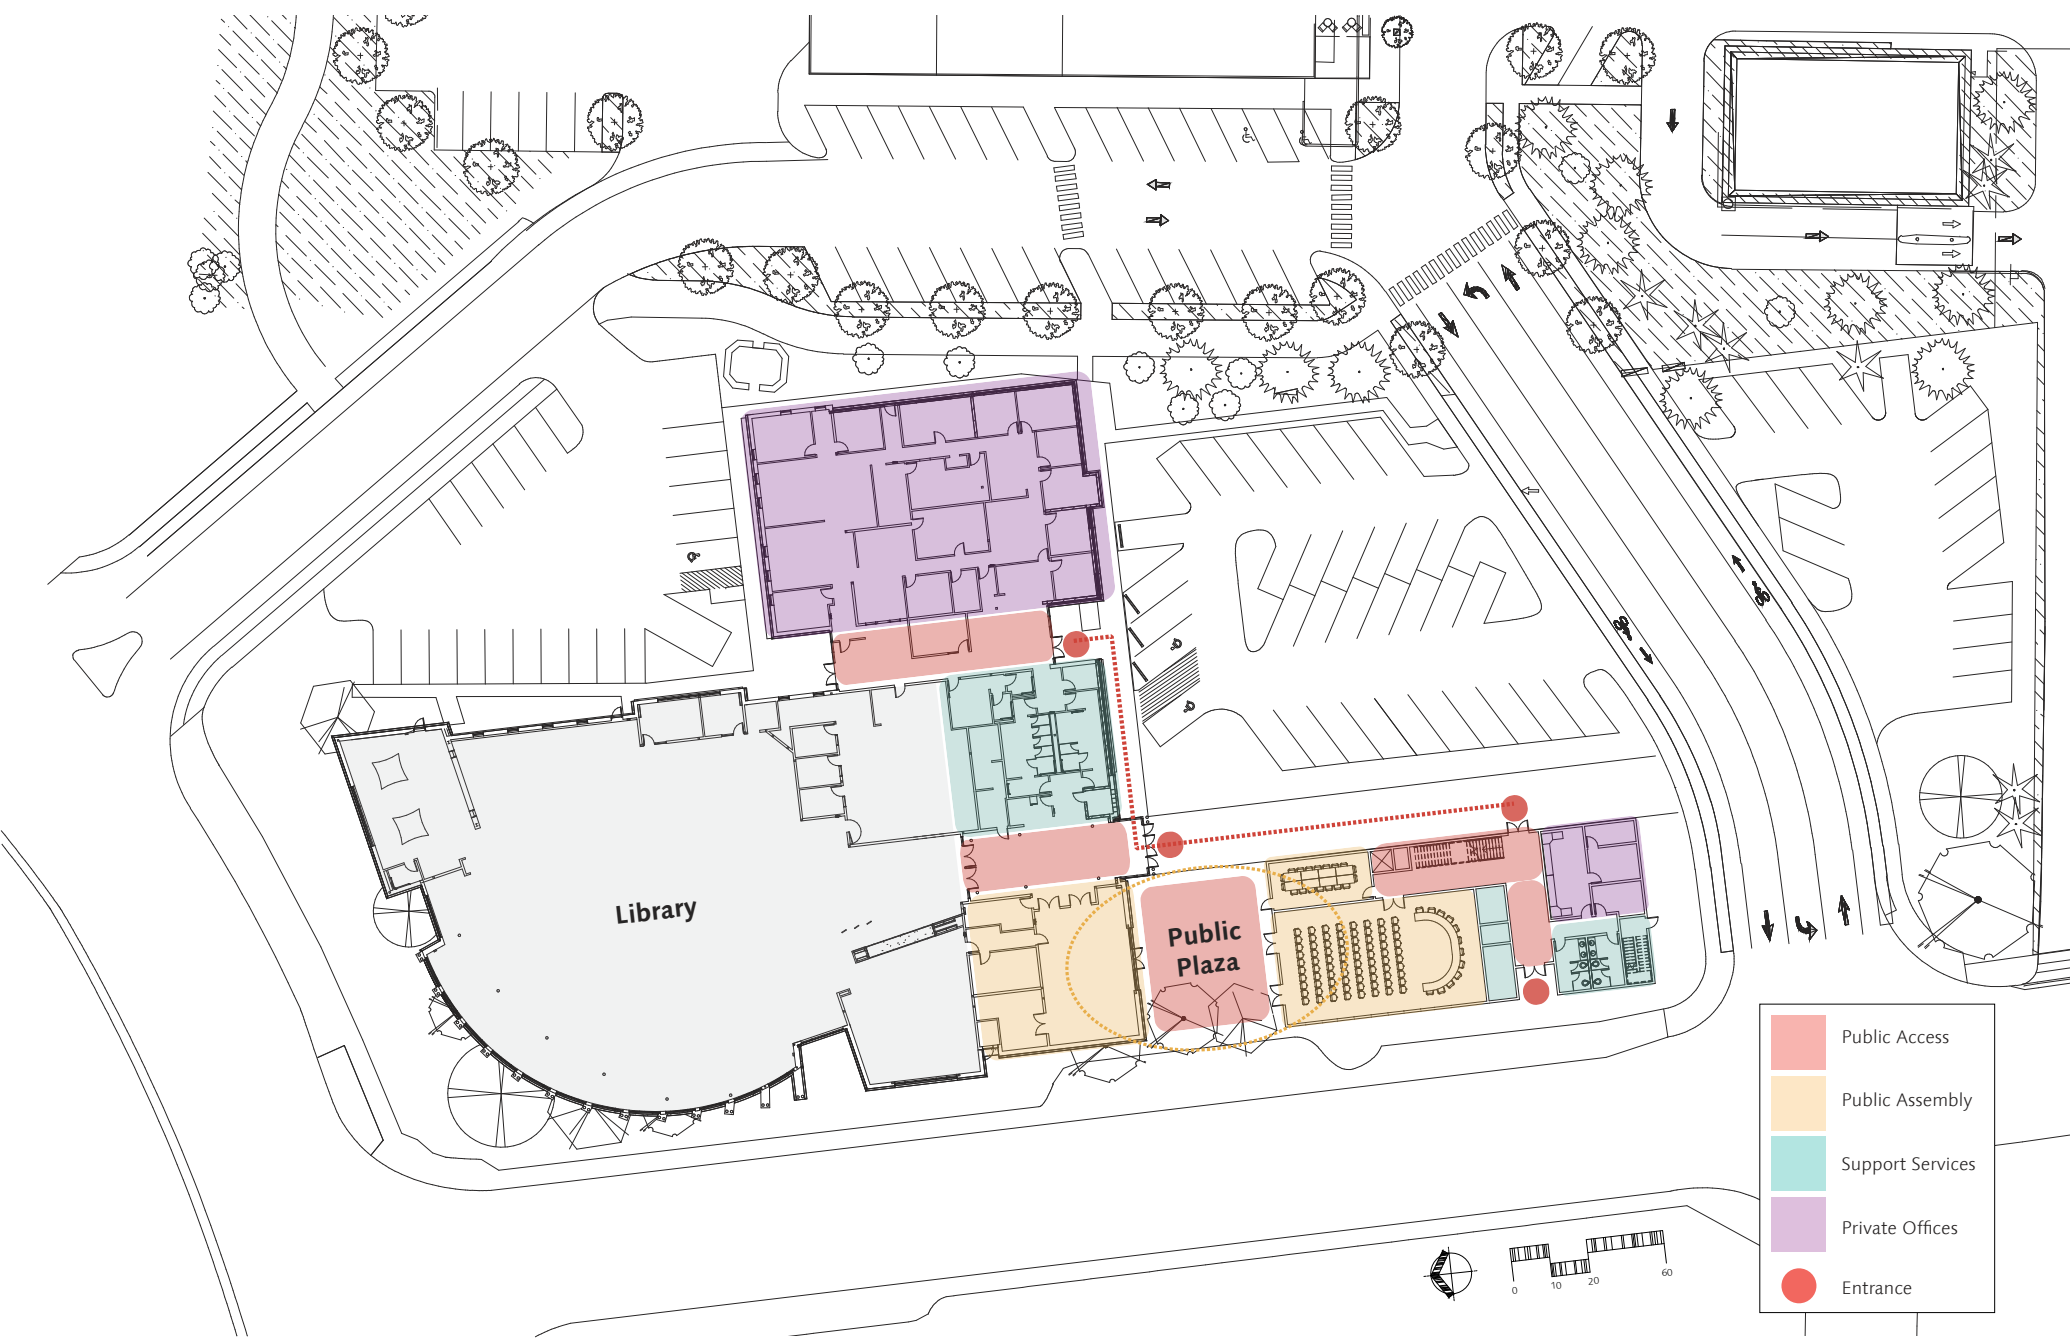 Library
Public
Plaza
Public Access
Public Assembly
Support Services
Private Offices
Entrance
0
10
20
60